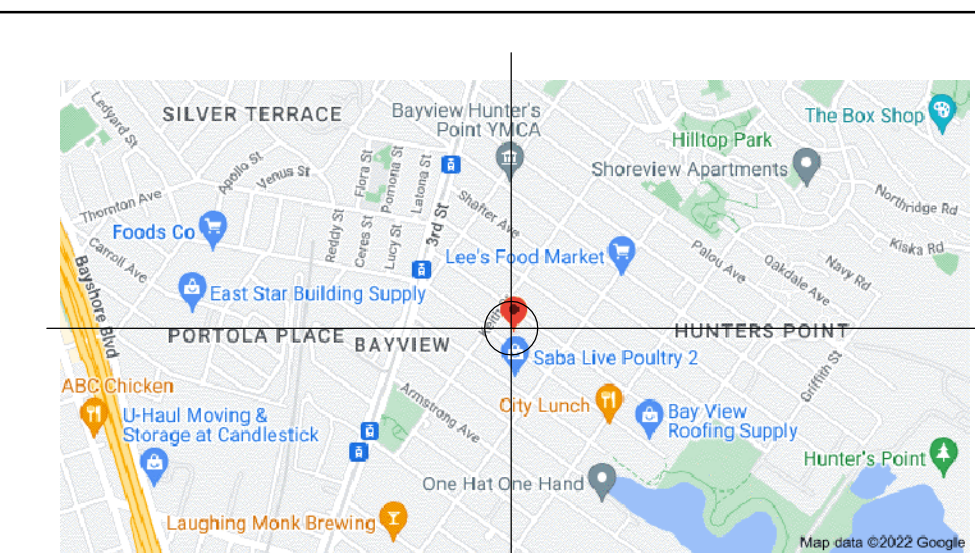 Ledyard St
SILVER TERRACE
Bayview Hunter's
Point YMCA
The Box Shop
Hilltop Park
Shoreview Apartments
Apollo St
Venus St
Flora St
Pomona St
Latona St
Thornton Ave
Shafter Ave
Northridge Rd
Foods Co
Reddy St
Ceres St
Lucy St
3rd St
Carroll Ave
Lee's Food Market
Palou Ave
Oakdale Ave
Navy Rd
Kiska Rd
Bayshore Blvd
East Star Building Supply
PORTOLA PLACE
BAYVIEW
HUNTERS POINT
Saba Live Poultry 2
Griffith St
ABC Chicken
U-Haul Moving &
Storage at Candlestick
Armstrong Ave
City Lunch
Bay View
Roofing Supply
Hunter's Point
One Hat One Hand
Laughing Monk Brewing
Map data ©2022 Google